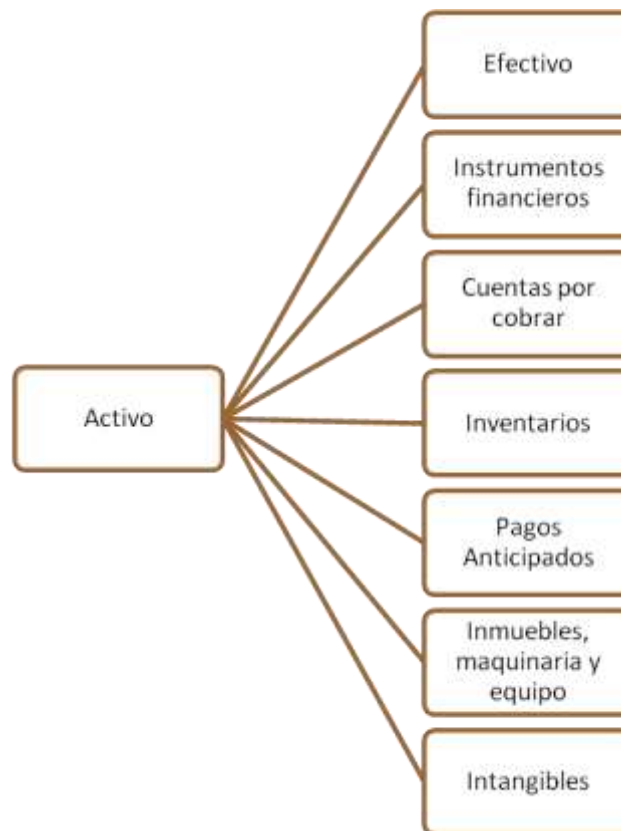 Efectivo
Instrumentos
financieros
Cuentas por
cobrar
Activo
Inventarios
Pagos
Anticipados
Inmuebles,
maquinaria y
equipo
Intangibles